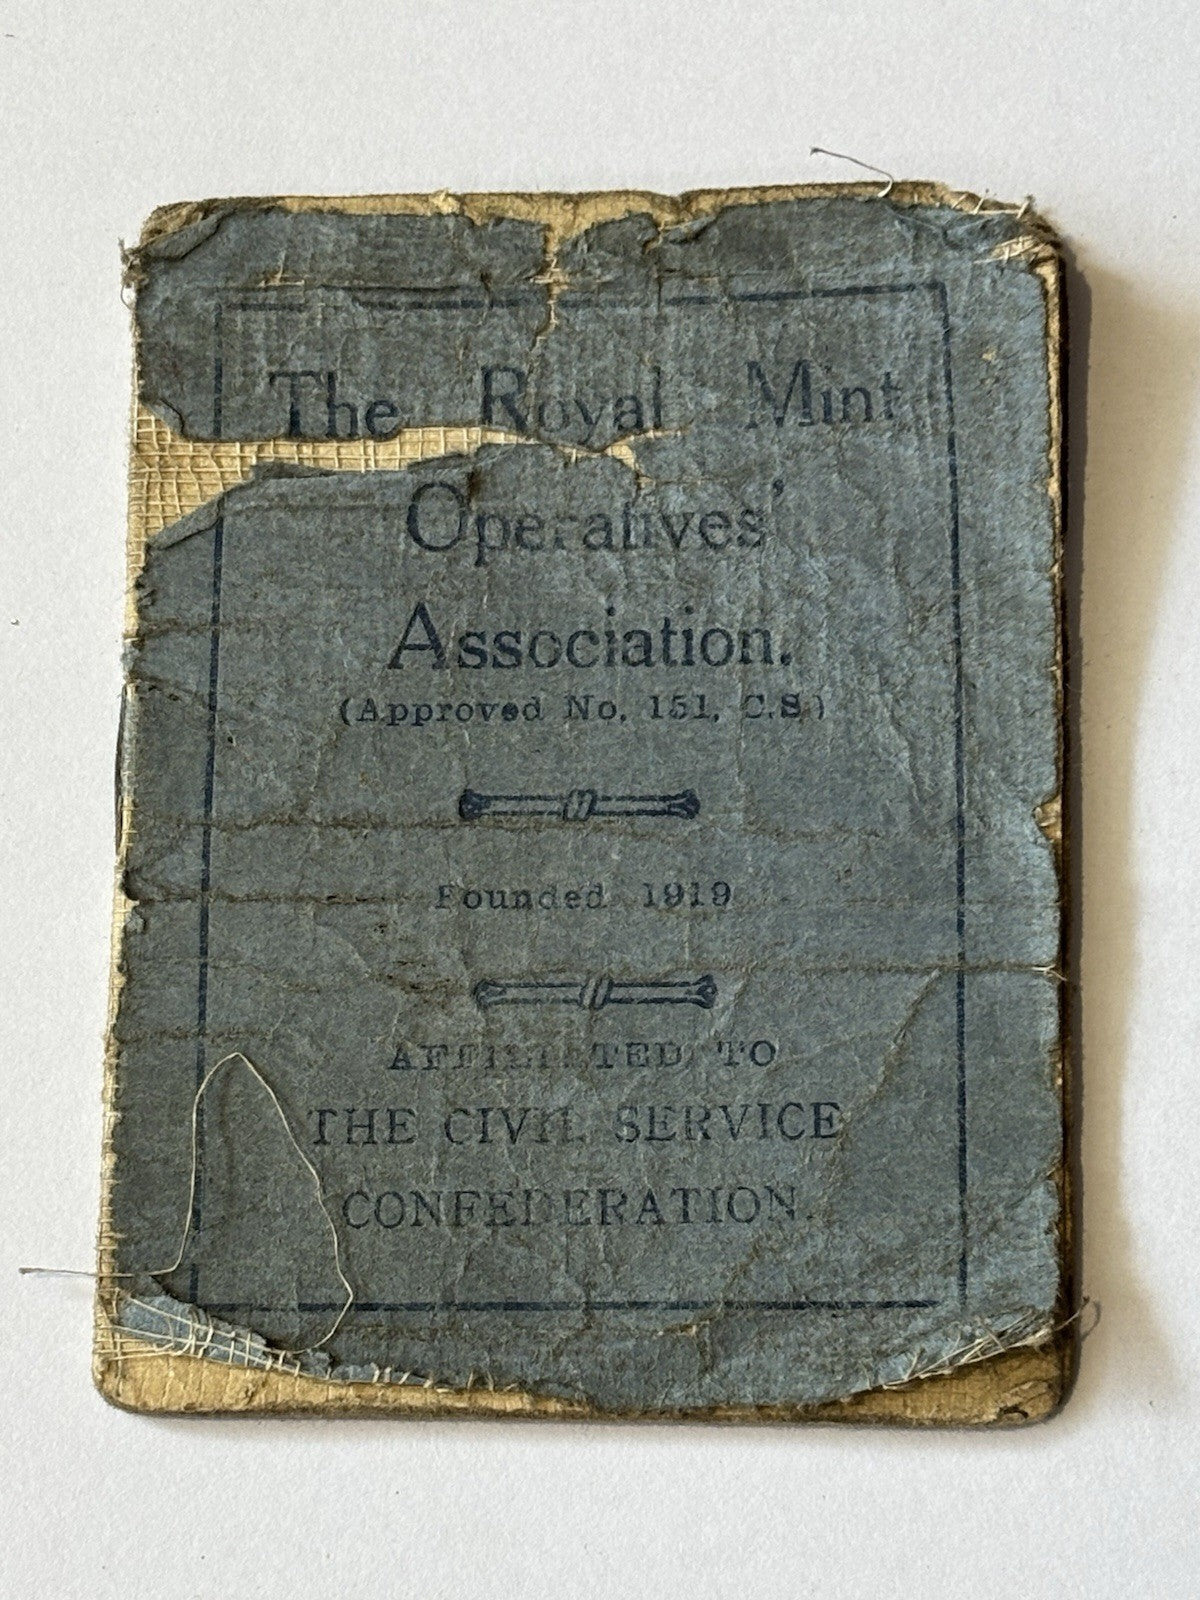 The Royal Mint
Operatives'
Association.
(Approved No. 151, C.S.)
Founded 1919
AFFILIATED TO
THE CIVIL SERVICE
CONFEDERATION.